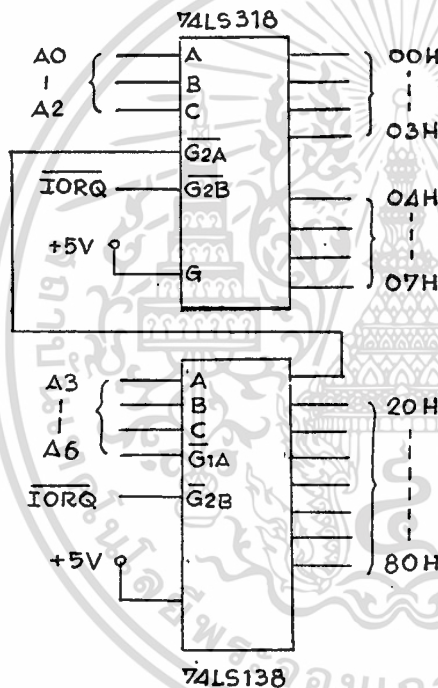 74LS318
A0
A
00H
B
A2
C
03H
G2A
IORQ
G2B
04H
+5V
G
07H
A3
A
B
20H
C
A6
G1A
IORQ
G2B
+5V
80H
74LS138